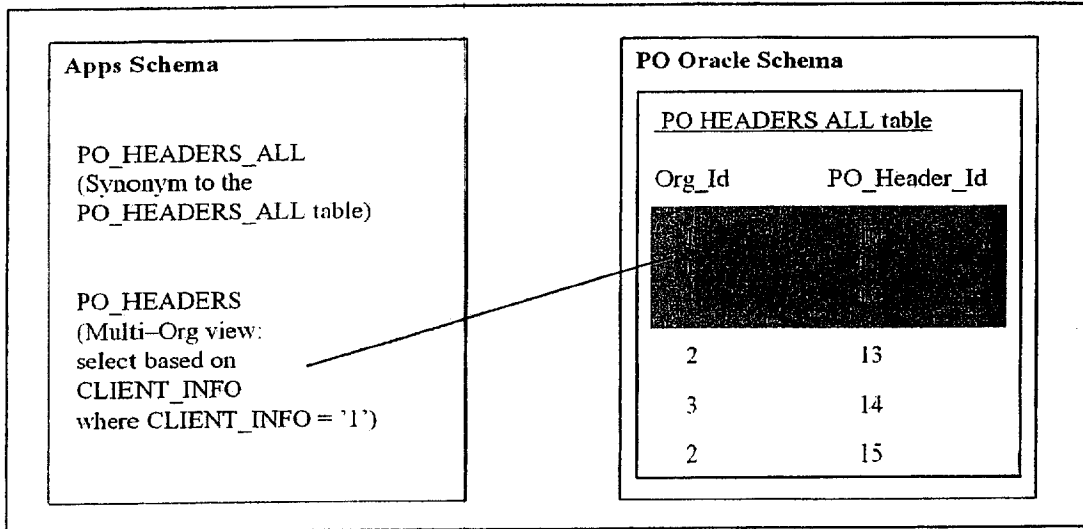 Apps Schema
PO_HEADERS_ALL
(Synonym to the
PO_HEADERS_ALL table)
PO_HEADERS
(Multi–Org view:
select based on
CLIENT_INFO
where CLIENT_INFO = ’1’)
PO Oracle Schema
PO HEADERS ALL table
Org_Id PO_Header_Id
2 13
3 14
2 15